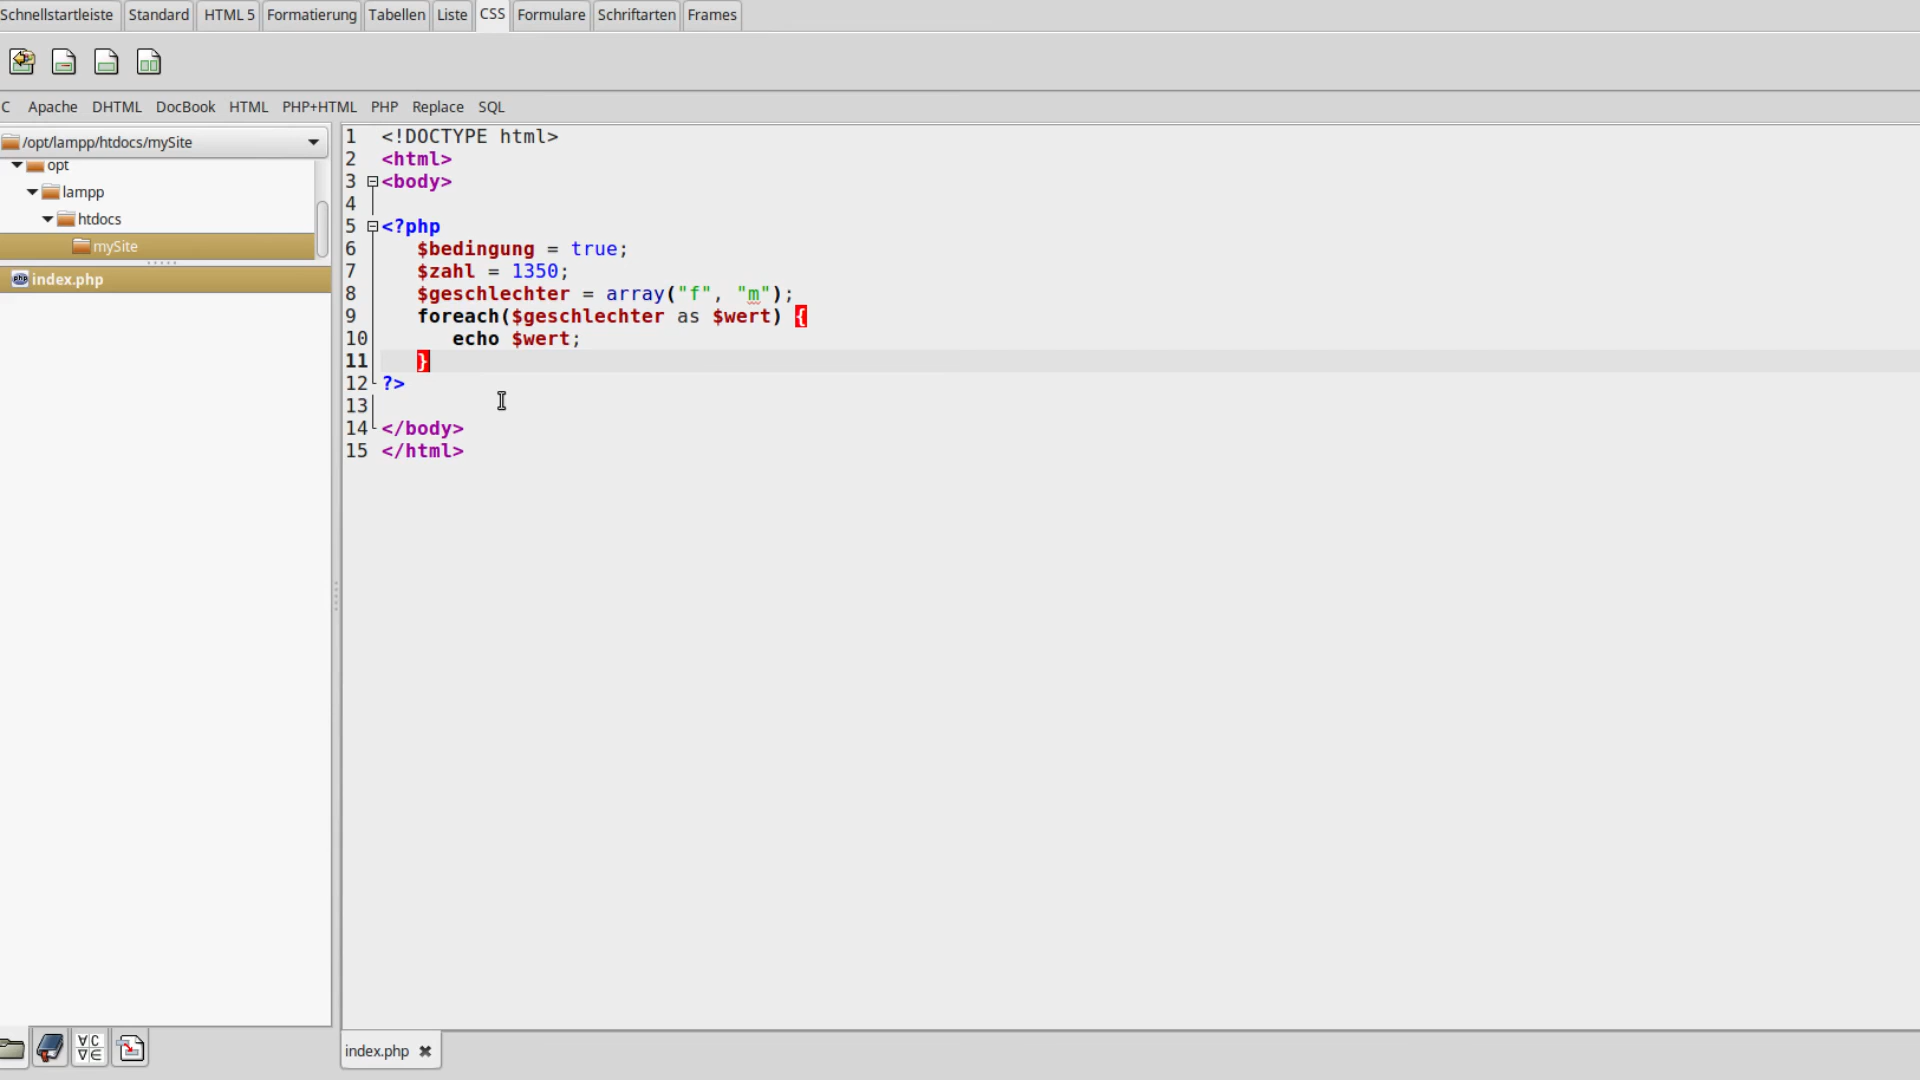 Schnellstartleiste Standard HTML 5 Formatierung Tabellen Liste CSS Formulare Schriftarten Frames
C Apache DHTML DocBook HTML PHP+HTML PHP Replace SQL
/opt/lampp/htdocs/mySite
opt
lampp
htdocs
mySite
index.php
1 <!DOCTYPE html>
2 <html>
3 <body>
4
5 <?php
6 $bedingung = true;
7 $zahl = 1350;
8 $geschlechter = array("f", "m");
9 foreach($geschlechter as $wert) {
10 echo $wert;
11 }
12 ?>
13
14 </body>
15 </html>
index.php